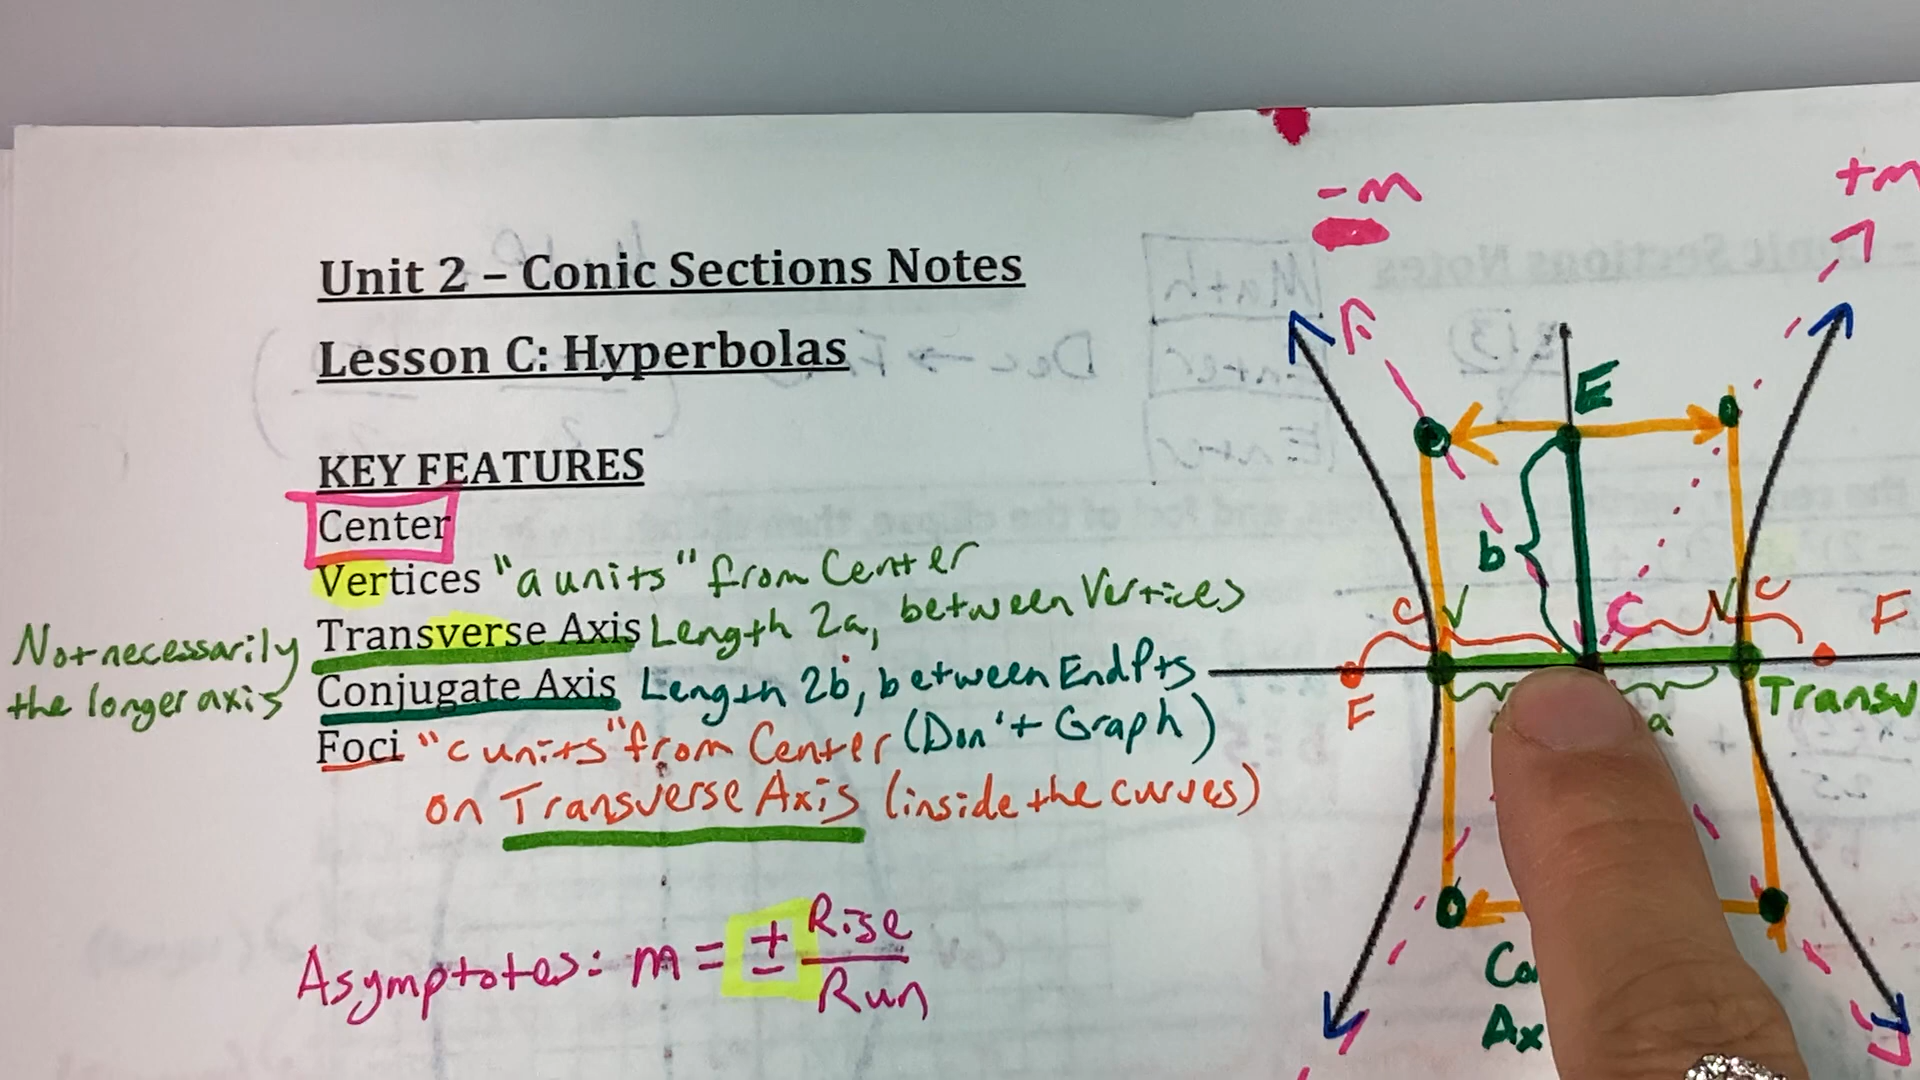 Unit 2 – Conic Sections Notes
Lesson C: Hyperbolas
KEY FEATURES
Center
Vertices "a units" from Center
Transverse Axis Length 2a, between Vertices
Not necessarily
the longer axis
Conjugate Axis Length 2b, between EndPts
(Don't Graph)
Foci "c units" from Center
on Transverse Axis (inside the curves)
Asymptotes: m = ± Rise
Run
-m
+m
E
b
c V C V c F
F
a
Transv
Co
Ax